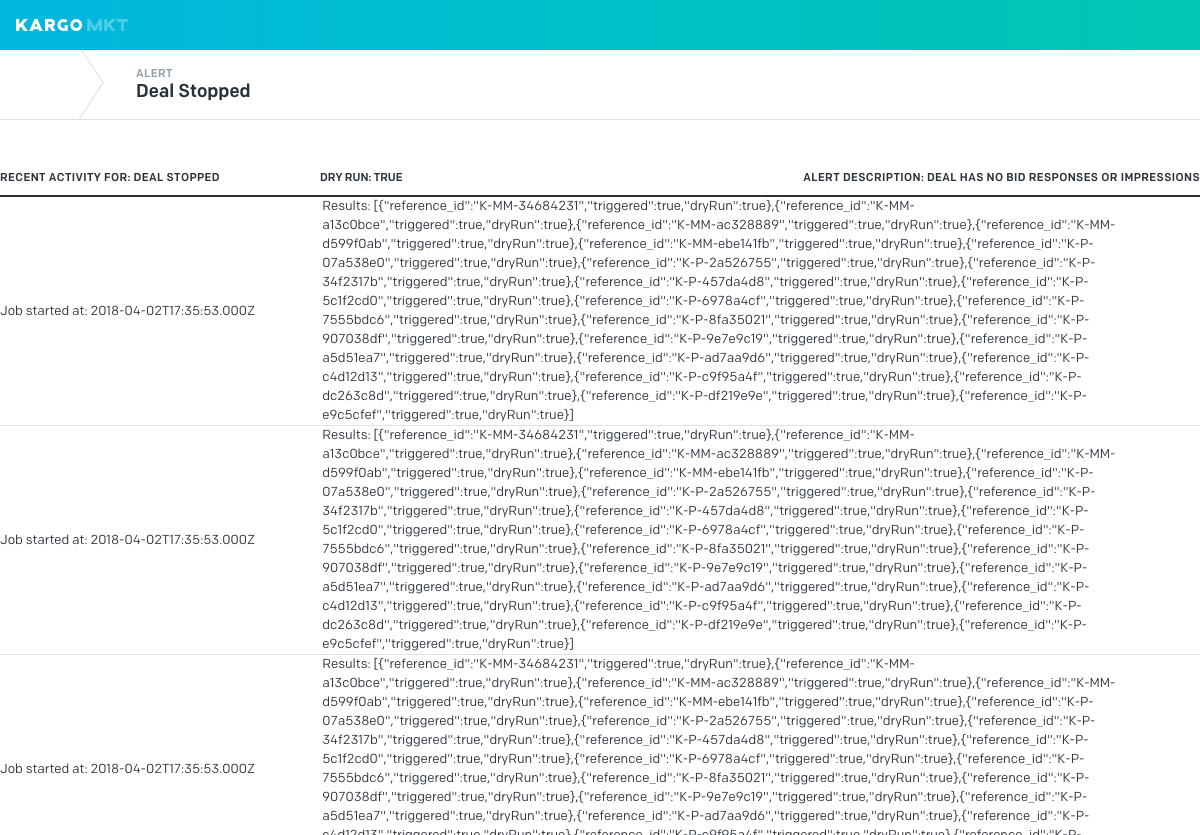 KARGO MKT
ALERT
Deal Stopped
RECENT ACTIVITY FOR: DEAL STOPPED DRY RUN: TRUE ALERT DESCRIPTION: DEAL HAS NO BID RESPONSES OR IMPRESSIONS
Results: [{"reference_id":"K-MM-34684231","triggered":true,"dryRun":true},{"reference_id":"K-MM-
a13c0bce","triggered":true,"dryRun":true},{"reference_id":"K-MM-ac328889","triggered":true,"dryRun":true},{"reference_id":"K-MM-
d599f0ab","triggered":true,"dryRun":true},{"reference_id":"K-MM-ebe141fb","triggered":true,"dryRun":true},{"reference_id":"K-P-
07a538e0","triggered":true,"dryRun":true},{"reference_id":"K-P-2a526755","triggered":true,"dryRun":true},{"reference_id":"K-P-
34f2317b","triggered":true,"dryRun":true},{"reference_id":"K-P-457da4d8","triggered":true,"dryRun":true},{"reference_id":"K-P-
5c1f2cd0","triggered":true,"dryRun":true},{"reference_id":"K-P-6978a4cf","triggered":true,"dryRun":true},{"reference_id":"K-P-
Job started at: 2018-04-02T17:35:53.000Z
7555bdc6","triggered":true,"dryRun":true},{"reference_id":"K-P-8fa35021","triggered":true,"dryRun":true},{"reference_id":"K-P-
907038df","triggered":true,"dryRun":true},{"reference_id":"K-P-9e7e9c19","triggered":true,"dryRun":true},{"reference_id":"K-P-
a5d51ea7","triggered":true,"dryRun":true},{"reference_id":"K-P-ad7aa9d6","triggered":true,"dryRun":true},{"reference_id":"K-P-
c4d12d13","triggered":true,"dryRun":true},{"reference_id":"K-P-c9f95a4f","triggered":true,"dryRun":true},{"reference_id":"K-P-
dc263c8d","triggered":true,"dryRun":true},{"reference_id":"K-P-df219e9e","triggered":true,"dryRun":true},{"reference_id":"K-P-
e9c5cfef","triggered":true,"dryRun":true}]
Results: [{"reference_id":"K-MM-34684231","triggered":true,"dryRun":true},{"reference_id":"K-MM-
a13c0bce","triggered":true,"dryRun":true},{"reference_id":"K-MM-ac328889","triggered":true,"dryRun":true},{"reference_id":"K-MM-
d599f0ab","triggered":true,"dryRun":true},{"reference_id":"K-MM-ebe141fb","triggered":true,"dryRun":true},{"reference_id":"K-P-
07a538e0","triggered":true,"dryRun":true},{"reference_id":"K-P-2a526755","triggered":true,"dryRun":true},{"reference_id":"K-P-
34f2317b","triggered":true,"dryRun":true},{"reference_id":"K-P-457da4d8","triggered":true,"dryRun":true},{"reference_id":"K-P-
5c1f2cd0","triggered":true,"dryRun":true},{"reference_id":"K-P-6978a4cf","triggered":true,"dryRun":true},{"reference_id":"K-P-
Job started at: 2018-04-02T17:35:53.000Z
7555bdc6","triggered":true,"dryRun":true},{"reference_id":"K-P-8fa35021","triggered":true,"dryRun":true},{"reference_id":"K-P-
907038df","triggered":true,"dryRun":true},{"reference_id":"K-P-9e7e9c19","triggered":true,"dryRun":true},{"reference_id":"K-P-
a5d51ea7","triggered":true,"dryRun":true},{"reference_id":"K-P-ad7aa9d6","triggered":true,"dryRun":true},{"reference_id":"K-P-
c4d12d13","triggered":true,"dryRun":true},{"reference_id":"K-P-c9f95a4f","triggered":true,"dryRun":true},{"reference_id":"K-P-
dc263c8d","triggered":true,"dryRun":true},{"reference_id":"K-P-df219e9e","triggered":true,"dryRun":true},{"reference_id":"K-P-
e9c5cfef","triggered":true,"dryRun":true}]
Results: [{"reference_id":"K-MM-34684231","triggered":true,"dryRun":true},{"reference_id":"K-MM-
a13c0bce","triggered":true,"dryRun":true},{"reference_id":"K-MM-ac328889","triggered":true,"dryRun":true},{"reference_id":"K-MM-
d599f0ab","triggered":true,"dryRun":true},{"reference_id":"K-MM-ebe141fb","triggered":true,"dryRun":true},{"reference_id":"K-P-
07a538e0","triggered":true,"dryRun":true},{"reference_id":"K-P-2a526755","triggered":true,"dryRun":true},{"reference_id":"K-P-
34f2317b","triggered":true,"dryRun":true},{"reference_id":"K-P-457da4d8","triggered":true,"dryRun":true},{"reference_id":"K-P-
5c1f2cd0","triggered":true,"dryRun":true},{"reference_id":"K-P-6978a4cf","triggered":true,"dryRun":true},{"reference_id":"K-P-
Job started at: 2018-04-02T17:35:53.000Z
7555bdc6","triggered":true,"dryRun":true},{"reference_id":"K-P-8fa35021","triggered":true,"dryRun":true},{"reference_id":"K-P-
907038df","triggered":true,"dryRun":true},{"reference_id":"K-P-9e7e9c19","triggered":true,"dryRun":true},{"reference_id":"K-P-
a5d51ea7","triggered":true,"dryRun":true},{"reference_id":"K-P-ad7aa9d6","triggered":true,"dryRun":true},{"reference_id":"K-P-
c4d12d13","triggered":true,"dryRun":true},{"reference_id":"K-P-c9f95a4f","triggered":true,"dryRun":true},{"reference_id":"K-P-